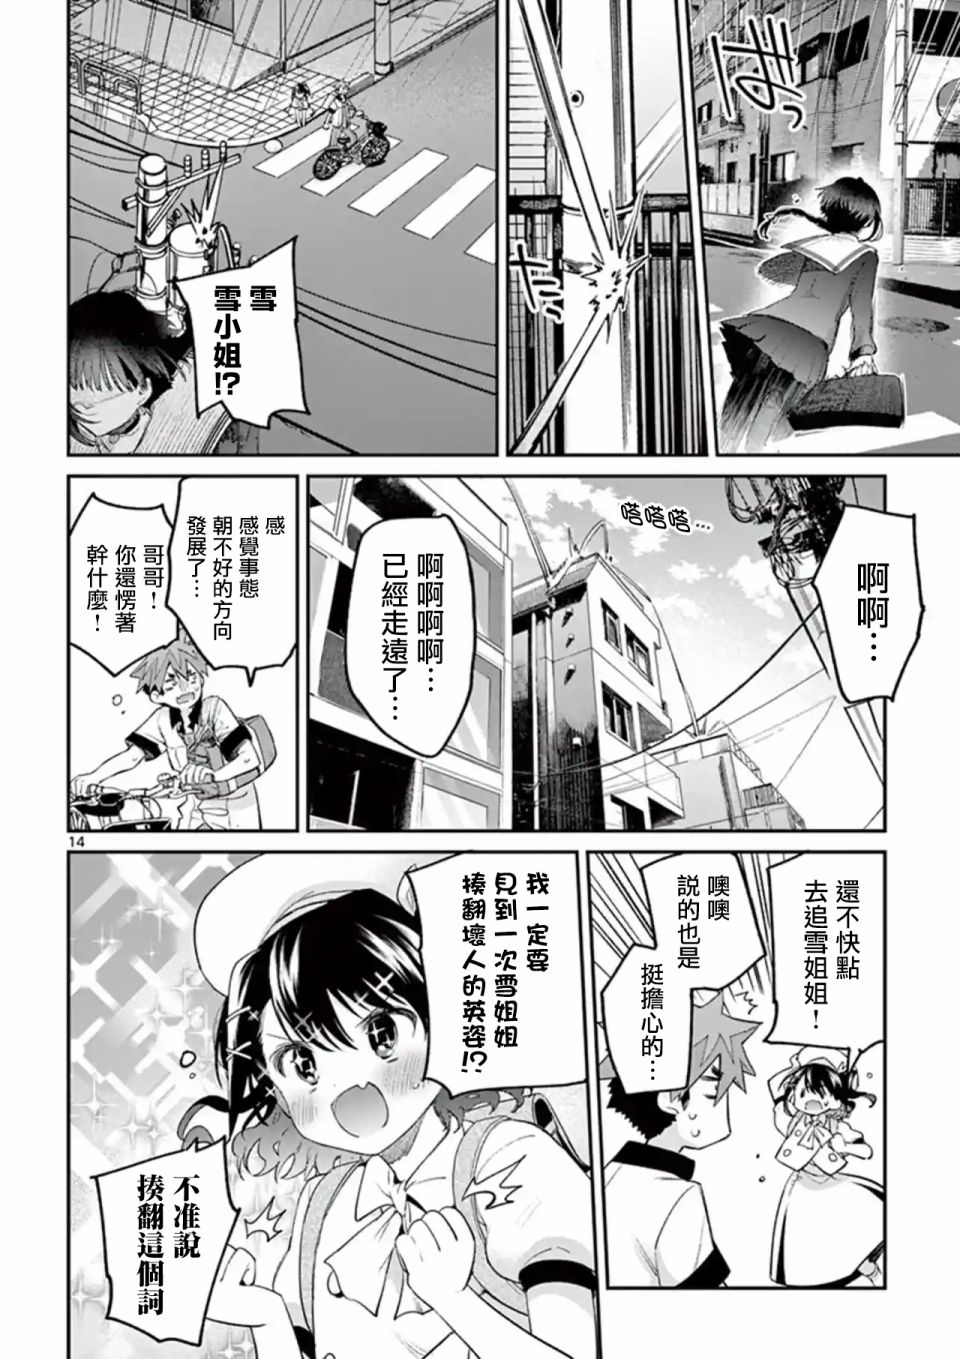 ばっ
ば
雪
雪小姐!?
啊啊…
嗒嗒嗒…
啊啊啊啊…
已經走遠了…
感
感覺事態
朝不好的方向
發展了…
哥哥！
你還愣著
幹什麼！
還不快點
去追雪姐姐！
噢噢
説的也是
挺擔心的…
我一定要
見到一次雪姐姐
揍翻壞人的英姿!?
不准說
揍翻這個詞
14